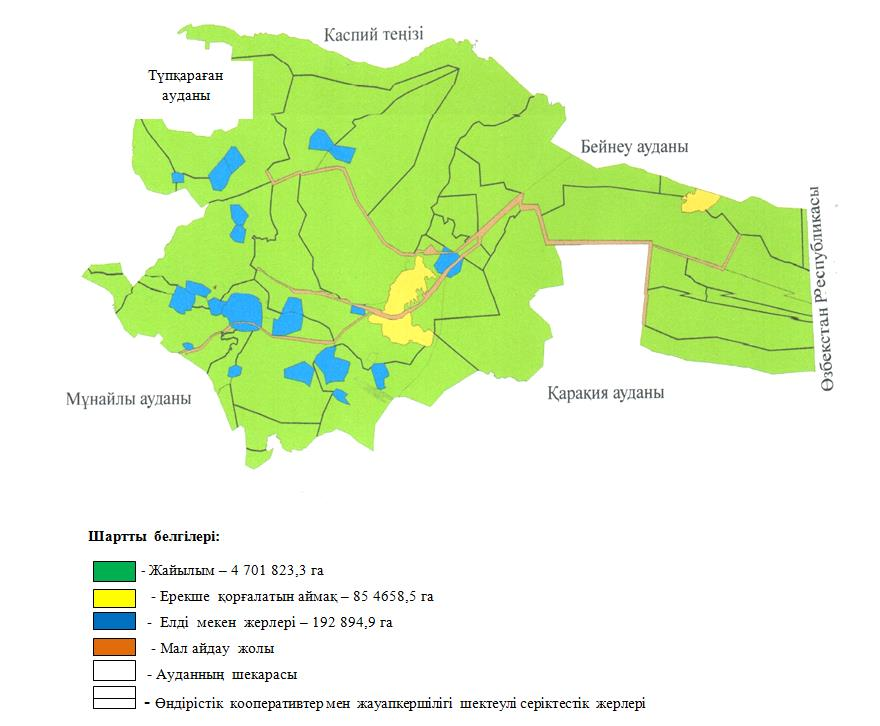 Каспий теңізі
Түпқараған
ауданы
Бейнеу ауданы
Өзбекстан Республикасы
Мұнайлы ауданы
Қарақия ауданы
Шартты белгілері:
- Жайылым – 4 701 823,3 га
- Ерекше қорғалатын аймақ – 85 4658,5 га
- Елді мекен жерлері – 192 894,9 га
- Мал айдау жолы
- Ауданның шекарасы
- Өндірістік кооперативтер мен жауапкершілігі шектеулі серіктестік жерлері